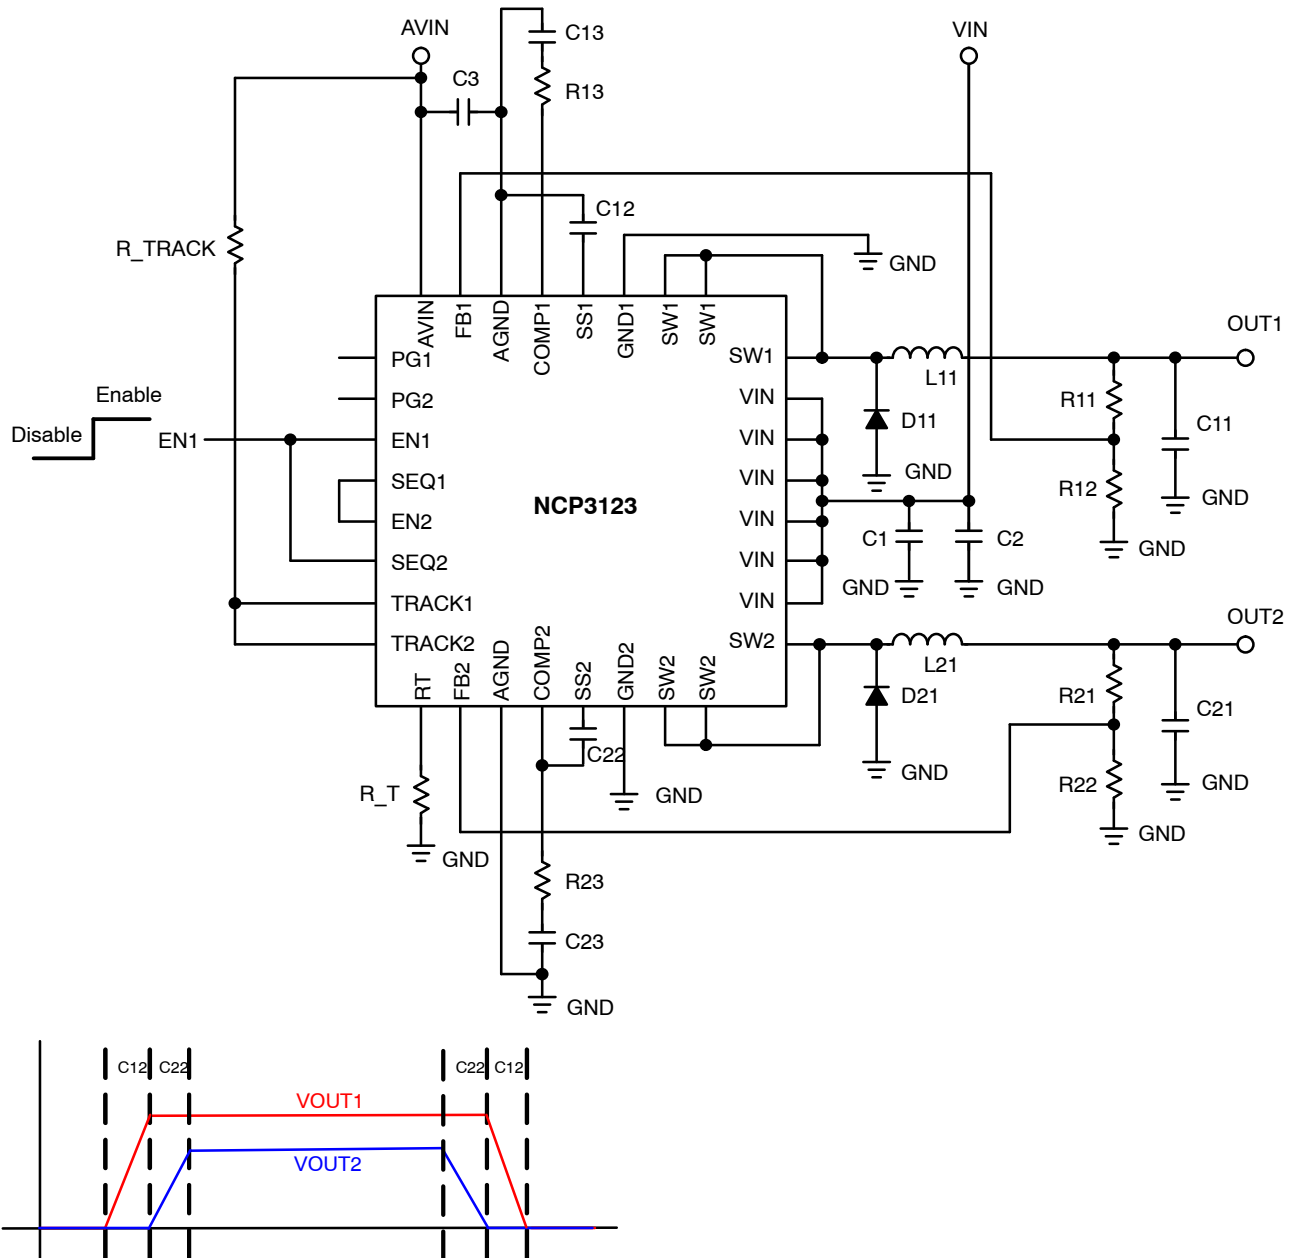 AVIN
C13
VIN
C3
R13
C12
R_TRACK
GND
AVIN
FB1
AGND
COMP1
SS1
GND1
SW1
SW1
OUT1
PG1
SW1
L11
Enable
PG2
VIN
R11
Disable
EN1
EN1
VIN
D11
C11
SEQ1
VIN
GND
R12
GND
NCP3123
EN2
VIN
C1
C2
GND
SEQ2
VIN
GND
GND
TRACK1
VIN
OUT2
TRACK2
SW2
L21
RT
FB2
AGND
COMP2
SS2
GND2
SW2
SW2
D21
R21
C21
C22
GND
R22
GND
R_T
GND
GND
GND
R23
C23
GND
C12
C22
C22
C12
VOUT1
VOUT2